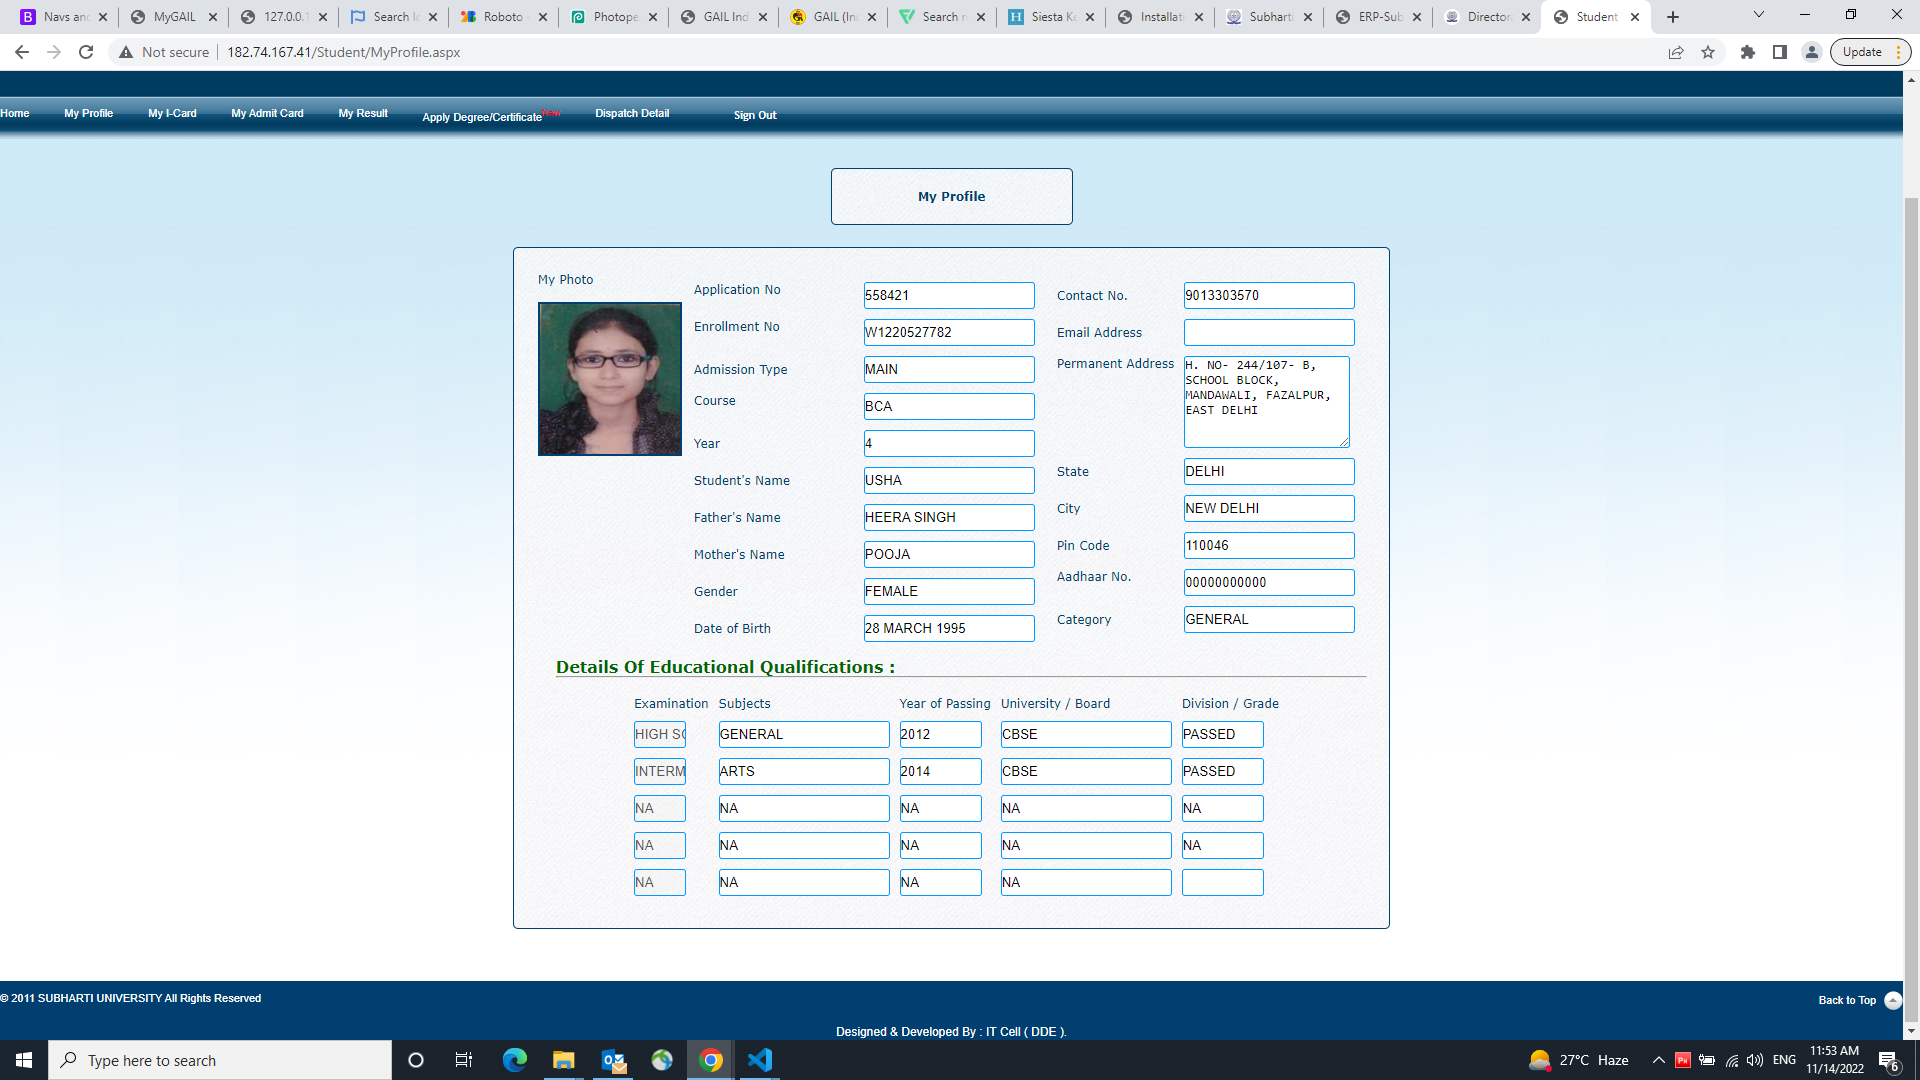 Navs and
MyGAIL
127.0.0.1
Search Ic
Roboto -
Photope
GAIL Ind
GAIL (In
Search r
Siesta Ke
Installati
Subharti
ERP-Sub
Director
Student
Not secure
182.74.167.41/Student/MyProfile.aspx
Update
Home
My Profile
My I-Card
My Admit Card
My Result
Apply Degree/Certificate New
Dispatch Detail
Sign Out
My Profile
My Photo
Application No 558421
Enrollment No W1220527782
Admission Type MAIN
Course BCA
Year 4
Student's Name USHA
Father's Name HEERA SINGH
Mother's Name POOJA
Gender FEMALE
Date of Birth 28 MARCH 1995
Contact No. 9013303570
Email Address
Permanent Address H. NO- 244/107- B,
SCHOOL BLOCK,
MANDAWALI, FAZALPUR,
EAST DELHI
State DELHI
City NEW DELHI
Pin Code 110046
Aadhaar No. 00000000000
Category GENERAL
Details Of Educational Qualifications :
Examination Subjects Year of Passing University / Board Division / Grade
HIGH SC GENERAL 2012 CBSE PASSED
INTERM ARTS 2014 CBSE PASSED
NA NA NA NA NA
NA NA NA NA NA
NA NA NA NA
© 2011 SUBHARTI UNIVERSITY All Rights Reserved
Back to Top
Designed & Developed By : IT Cell ( DDE ).
Type here to search
27°C Haze
ENG
11:53 AM
11/14/2022
6